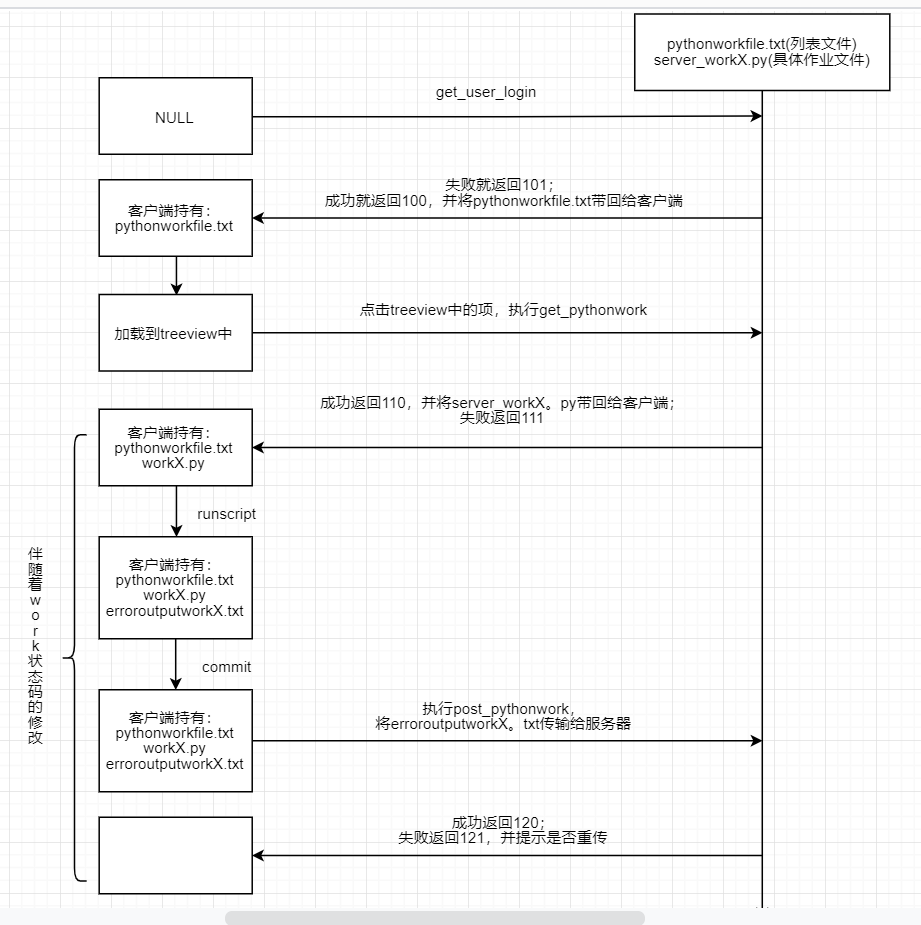 pythonworkfile.txt(列表文件)
server_workX.py(具体作业文件)
get_user_login
NULL
失败就返回101；
成功就返回100，并将pythonworkfile.txt带回给客户端
客户端持有：
pythonworkfile.txt
点击treeview中的项，执行get_pythonwork
加载到treeview中
成功返回110，并将server_workX。py带回给客户端；
失败返回111
客户端持有：
pythonworkfile.txt
workX.py
runscript
客户端持有：
pythonworkfile.txt
workX.py
erroroutputworkX.txt
伴随着work状态码的修改
commit
客户端持有：
pythonworkfile.txt
workX.py
erroroutputworkX.txt
执行post_pythonwork，
将erroroutputworkX。txt传输给服务器
成功返回120；
失败返回121，并提示是否重传